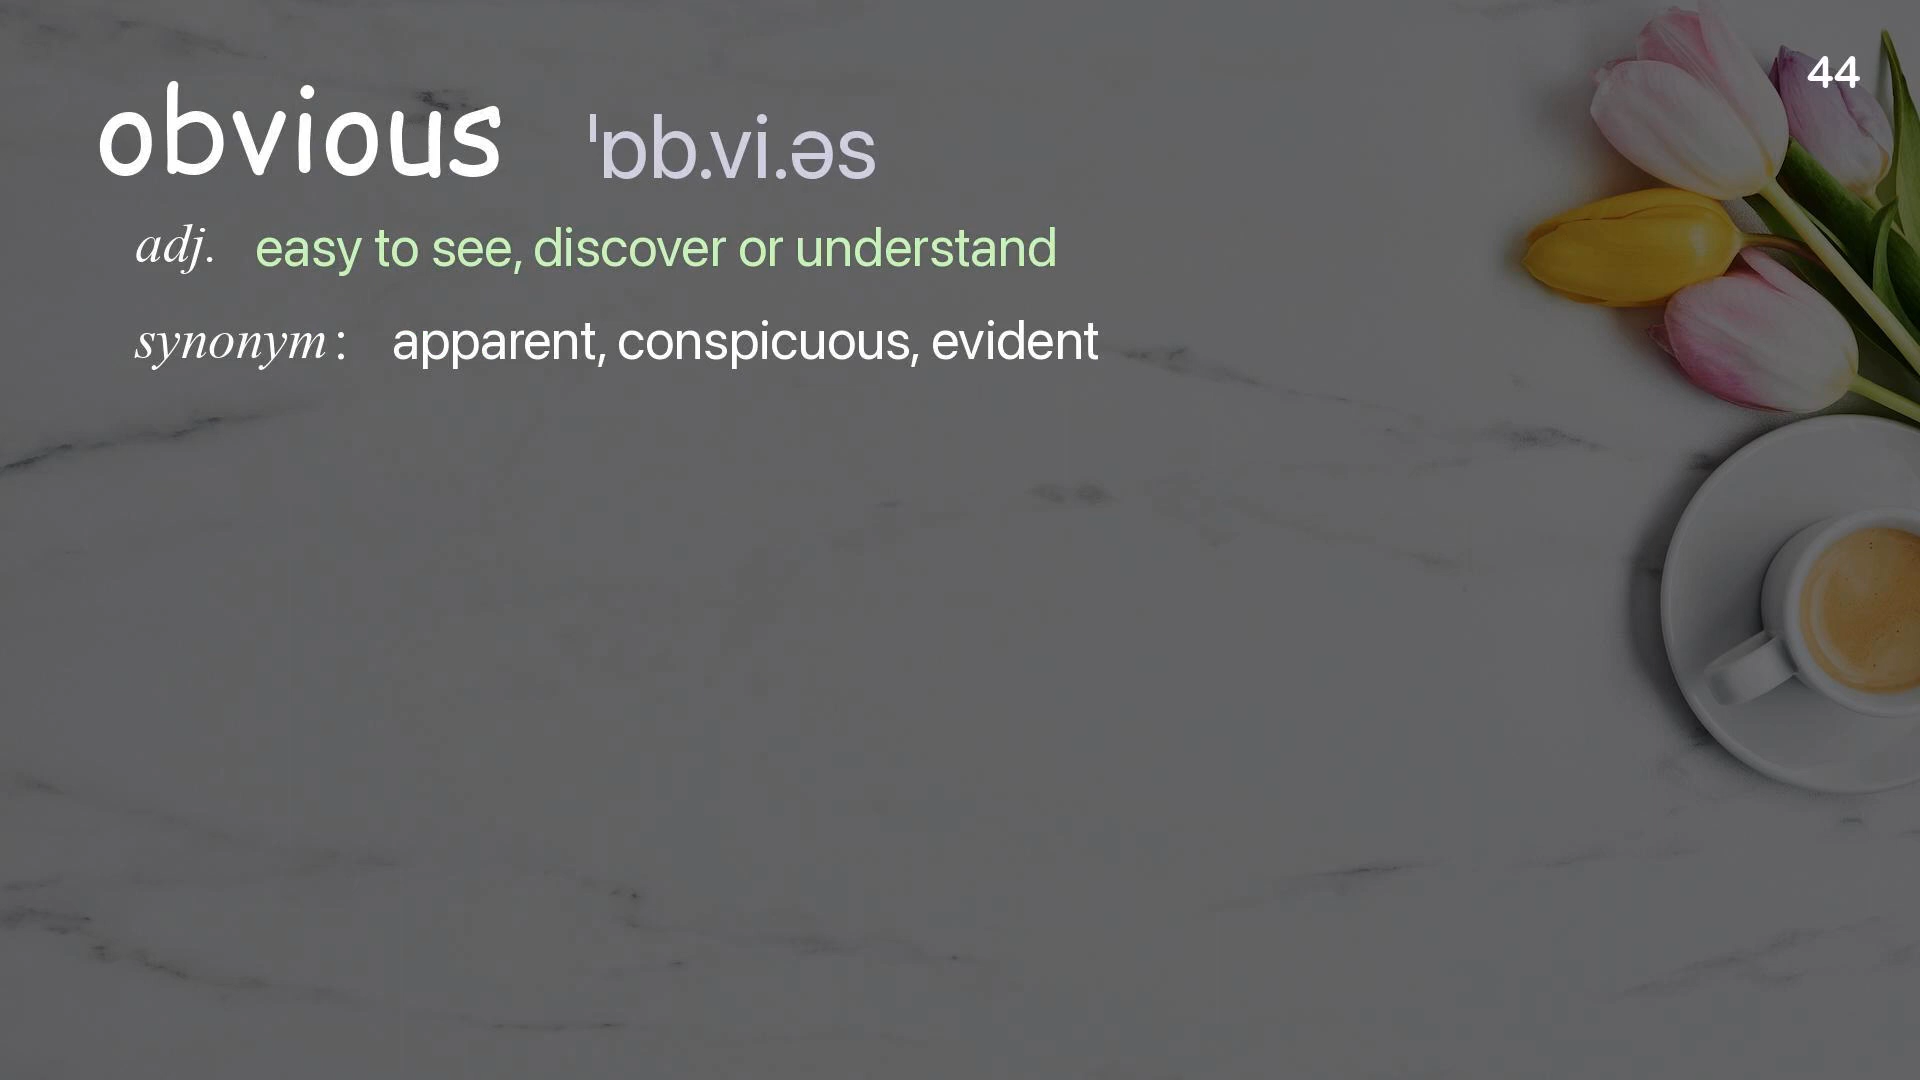 44
obvious ˈɒb.vi.əs
adj. easy to see, discover or understand
synonym: apparent, conspicuous, evident